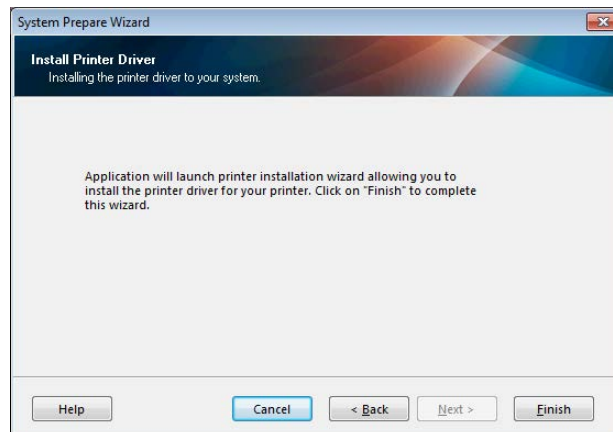 System Prepare Wizard
Install Printer Driver
Installing the printer driver to your system.
Application will launch printer installation wizard allowing you to
install the printer driver for your printer. Click on "Finish" to complete
this wizard.
Help
Cancel
< Back
Next >
Finish